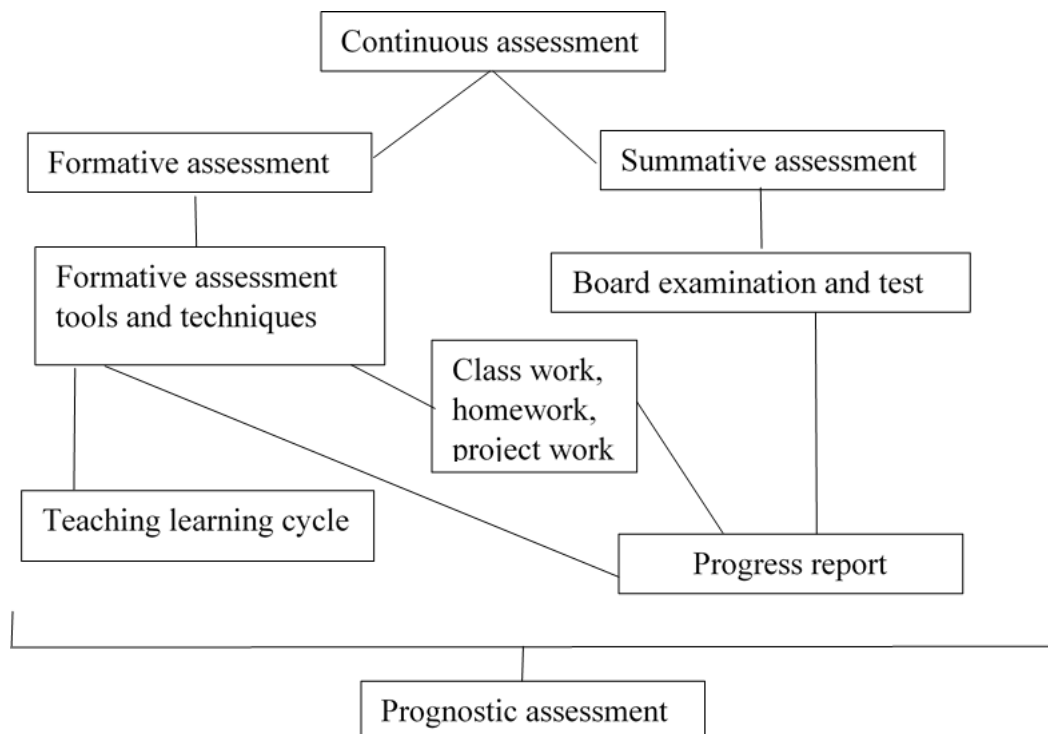 Continuous assessment
Formative assessment
Summative assessment
Formative assessment
tools and techniques
Board examination and test
Class work,
homework,
project work
Teaching learning cycle
Progress report
Prognostic assessment